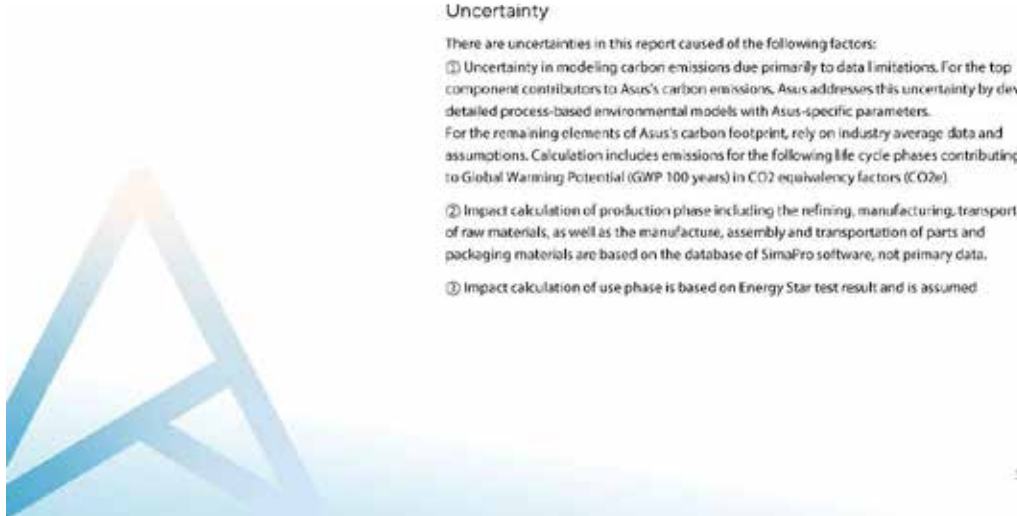 Uncertainty
There are uncertainties in this report caused of the following factors:
① Uncertainty in modeling carbon emissions due primarily to data limitations. For the top
component contributors to Asus's carbon emissions, Asus addresses this uncertainty by dev
detailed process-based environmental models with Asus-specific parameters.
For the remaining elements of Asus's carbon footprint, rely on industry average data and
assumptions. Calculation includes emissions for the following life cycle phases contributing
to Global Warming Potential (GWP 100 years) in CO2 equivalency factors (CO2e)
② Impact calculation of production phase including the refining, manufacturing, transport
of raw materials, as well as the manufacture, assembly and transportation of parts and
packaging materials are based on the database of SimaPro software, not primary data.
③ Impact calculation of use phase is based on Energy Star test result and is assumed